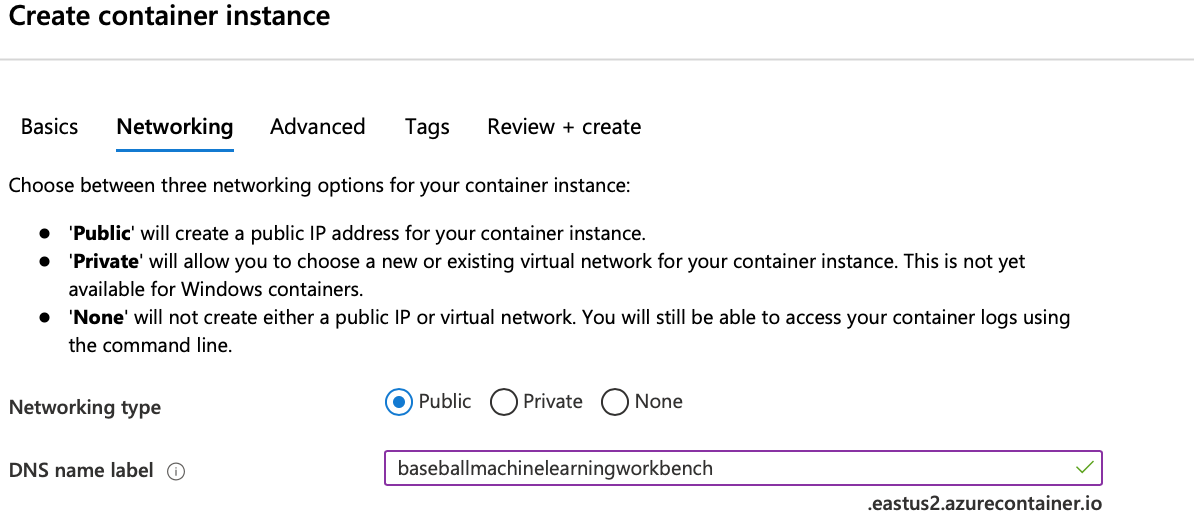 Create container instance
Basics Networking Advanced Tags Review + create
Choose between three networking options for your container instance:
● 'Public' will create a public IP address for your container instance.
● 'Private' will allow you to choose a new or existing virtual network for your container instance. This is not yet
available for Windows containers.
● 'None' will not create either a public IP or virtual network. You will still be able to access your container logs using
the command line.
Networking type Public Private None
DNS name label baseballmachinelearningworkbench
.eastus2.azurecontainer.io